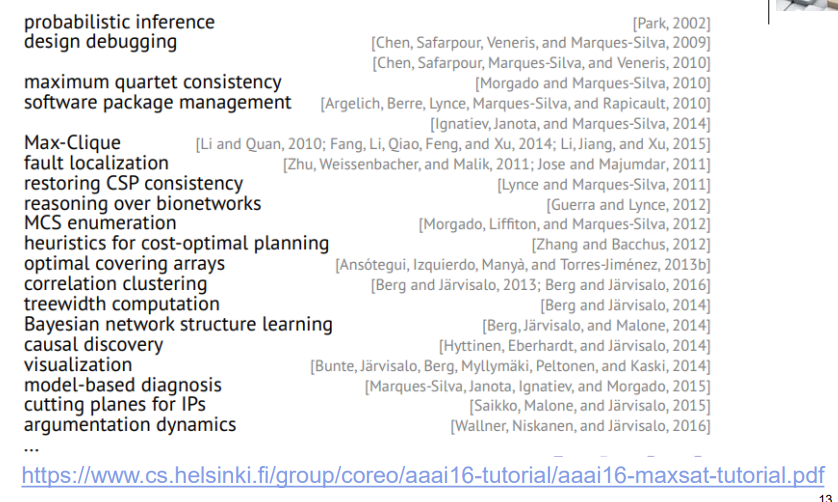 probabilistic inference [Park, 2002]
design debugging [Chen, Safarpour, Veneris, and Marques-Silva, 2009]
[Chen, Safarpour, Marques-Silva, and Veneris, 2010]
maximum quartet consistency [Morgado and Marques-Silva, 2010]
software package management [Argelich, Berre, Lynce, Marques-Silva, and Rapicault, 2010]
[Ignatiev, Janota, and Marques-Silva, 2014]
Max-Clique [Li and Quan, 2010; Fang, Li, Qiao, Feng, and Xu, 2014; Li, Jiang, and Xu, 2015]
fault localization [Zhu, Weissenbacher, and Malik, 2011; Jose and Majumdar, 2011]
restoring CSP consistency [Lynce and Marques-Silva, 2011]
reasoning over bionetworks [Guerra and Lynce, 2012]
MCS enumeration [Morgado, Liffiton, and Marques-Silva, 2012]
heuristics for cost-optimal planning [Zhang and Bacchus, 2012]
optimal covering arrays [Ansótegui, Izquierdo, Manyà, and Torres-Jiménez, 2013b]
correlation clustering [Berg and Järvisalo, 2013; Berg and Järvisalo, 2016]
treewidth computation [Berg and Järvisalo, 2014]
Bayesian network structure learning [Berg, Järvisalo, and Malone, 2014]
causal discovery [Hyttinen, Eberhardt, and Järvisalo, 2014]
visualization [Bunte, Järvisalo, Berg, Myllymäki, Peltonen, and Kaski, 2014]
model-based diagnosis [Marques-Silva, Janota, Ignatiev, and Morgado, 2015]
cutting planes for IPs [Saikko, Malone, and Järvisalo, 2015]
argumentation dynamics [Wallner, Niskanen, and Järvisalo, 2016]
...
https://www.cs.helsinki.fi/group/coreo/aaai16-tutorial/aaai16-maxsat-tutorial.pdf
13